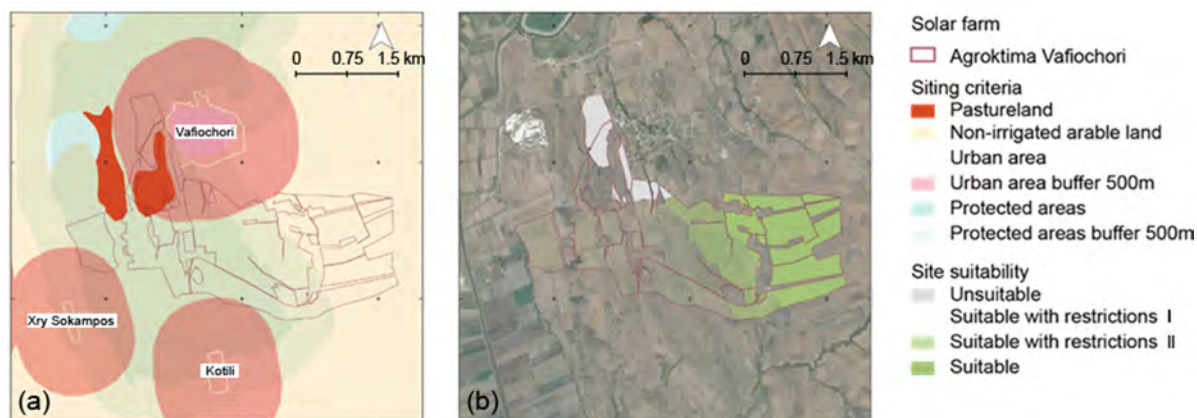 0 0.75 1.5 km
Vafiochori
Xry Sokampos
Kotili
(a)
0 0.75 1.5 km
(b)
Solar farm
Agroktima Vafiochori
Siting criteria
Pastureland
Non-irrigated arable land
Urban area
Urban area buffer 500m
Protected areas
Protected areas buffer 500m
Site suitability
Unsuitable
Suitable with restrictions I
Suitable with restrictions II
Suitable